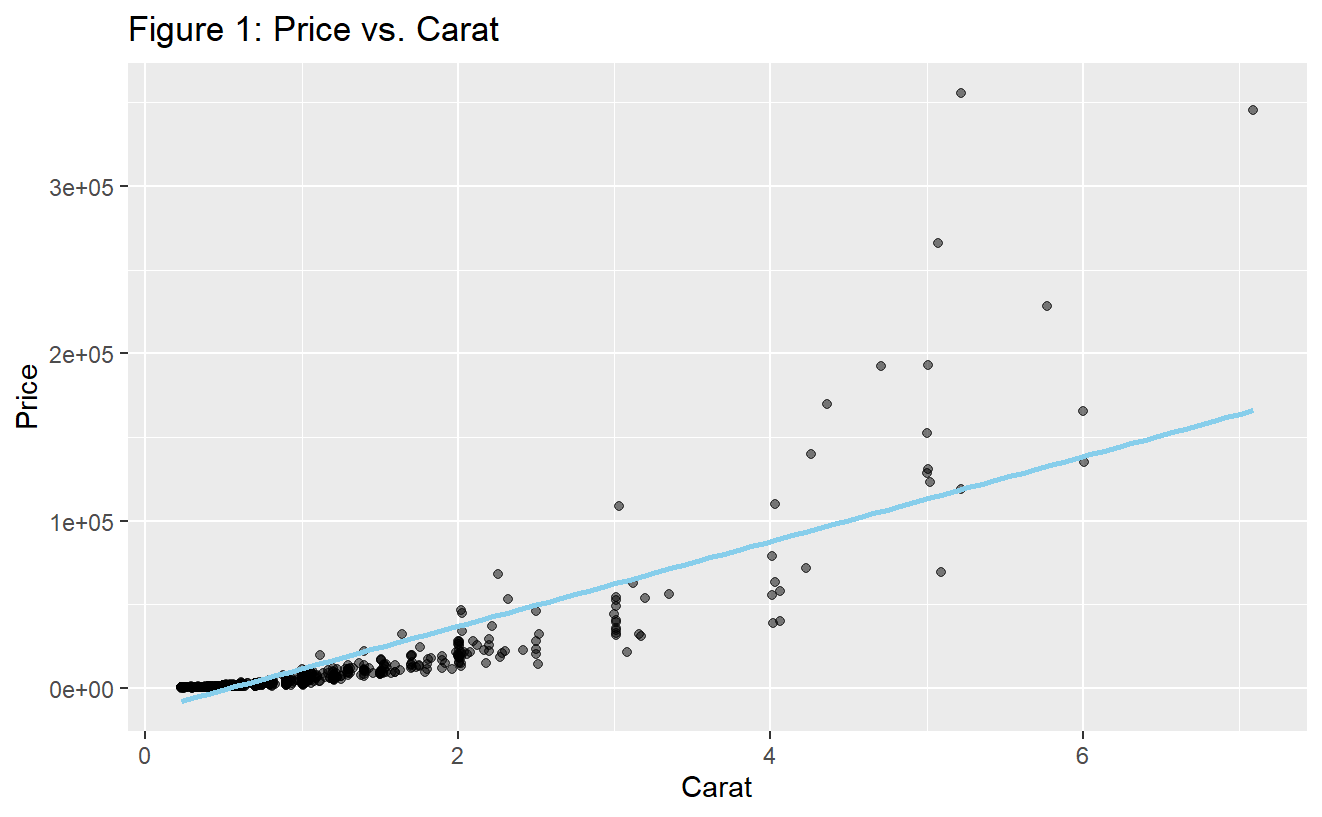 Figure 1: Price vs. Carat
3e+05
2e+05
1e+05
0e+00
Price
0 2 4 6
Carat